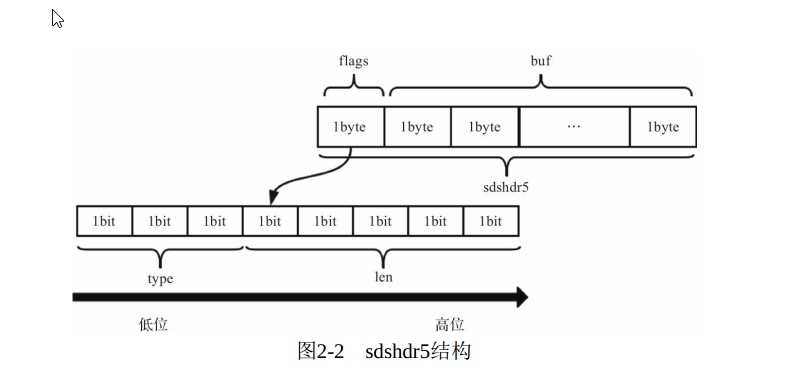 flags buf
1byte 1byte 1byte … 1byte
sdshdr5
1bit 1bit 1bit 1bit 1bit 1bit 1bit 1bit
type len
低位 高位
图2-2 sdshdr5结构